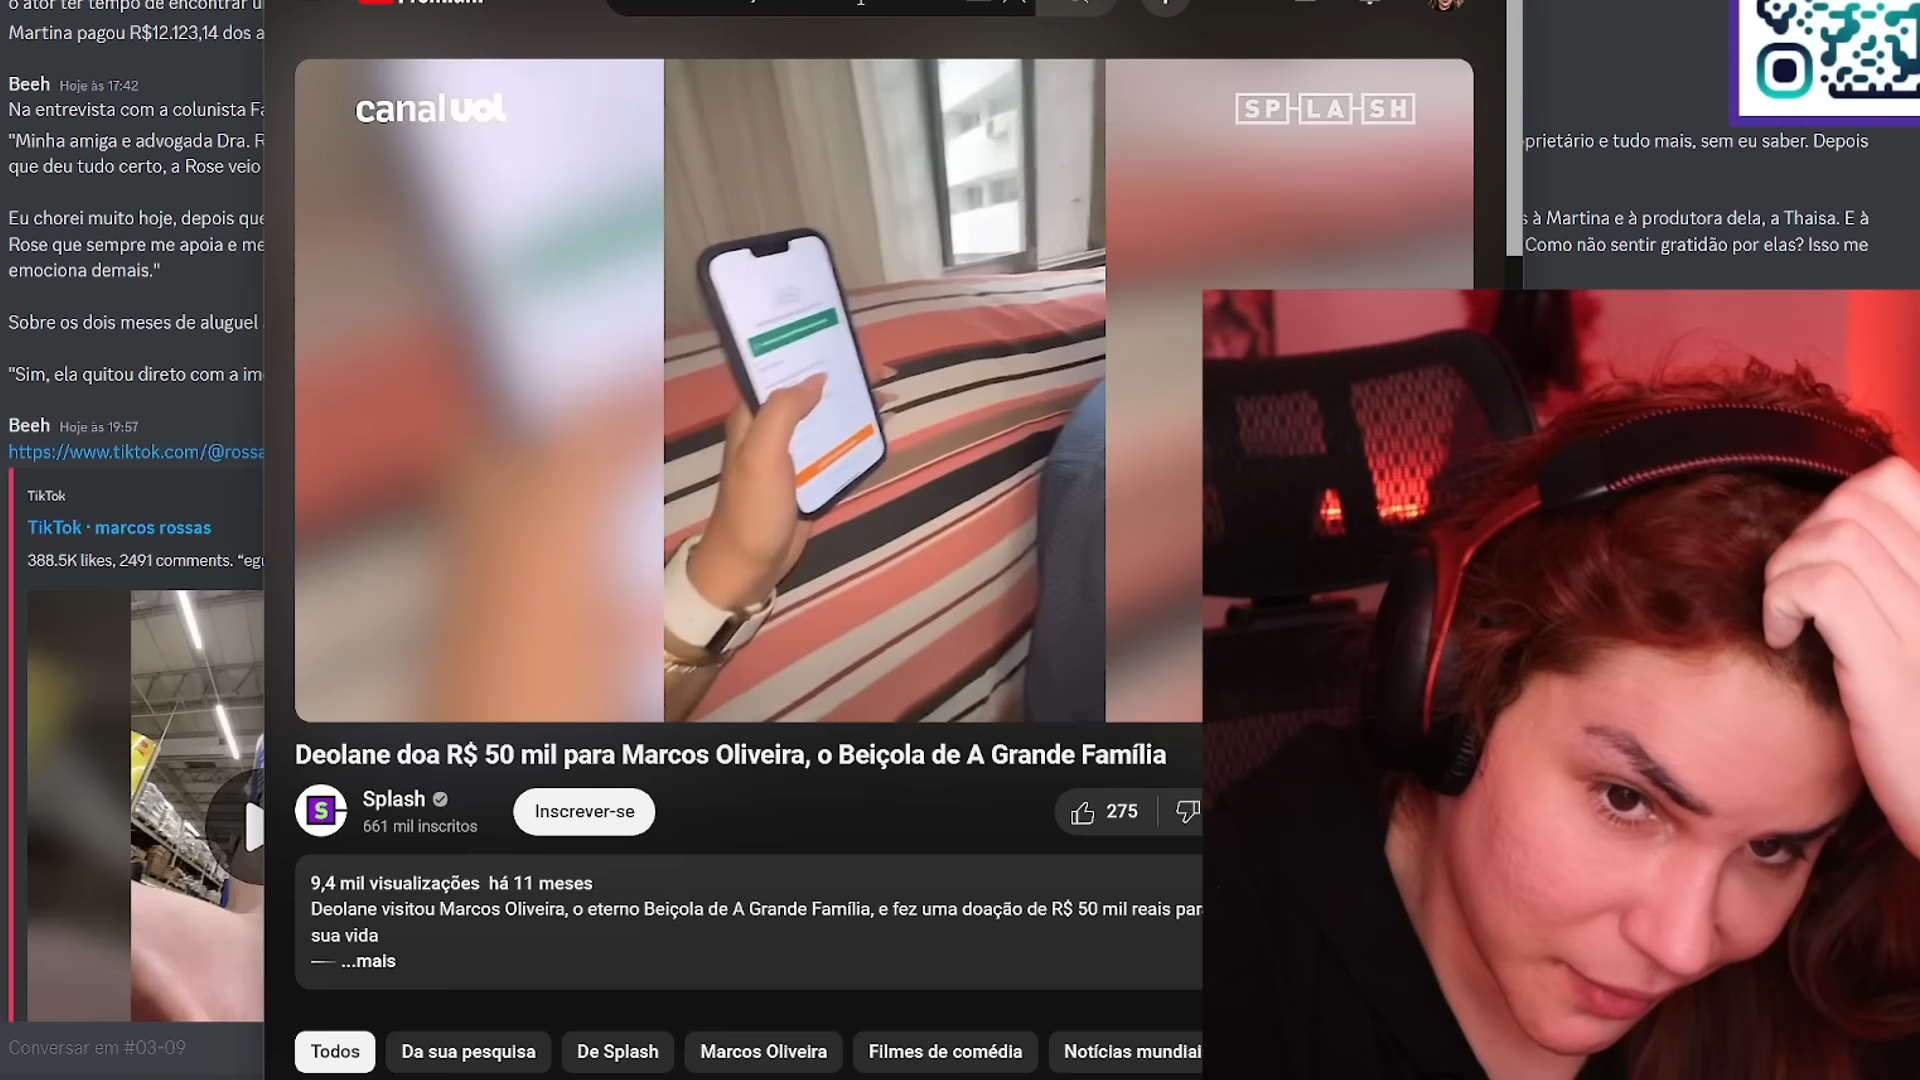 o ator ter tempo de encontrar
Martina pagou R$12.123,14 dos a
Beeh Hoje às 17:42
Na entrevista com a colunista
"Minha amiga e advogada Dra.
que deu tudo certo, a Rose veio
Eu chorei muito hoje, depois que
Rose que sempre me apoia e me
emociona demais."
Sobre os dois meses de aluguel
"Sim, ela quitou direto com a
Beeh Hoje às 19:57
https://www.tiktok.com/@rossa
TikTok
TikTok · marcos rossas
388.5K likes, 2491 comments. "egu
Conversar em #03-09
Premium
canal uol
SPLASH
Deolane doa R$ 50 mil para Marcos Oliveira, o Beiçola de A Grande Família
Splash
661 mil inscritos
Inscrever-se
275
9,4 mil visualizações há 11 meses
Deolane visitou Marcos Oliveira, o eterno Beiçola de A Grande Família, e fez uma doação de R$ 50 mil reais par
sua vida
— ...mais
Todos
Da sua pesquisa
De Splash
Marcos Oliveira
Filmes de comédia
Notícias mundiai
prietário e tudo mais, sem eu saber. Depois
s à Martina e à produtora dela, a Thaisa. E à
Como não sentir gratidão por elas? Isso me